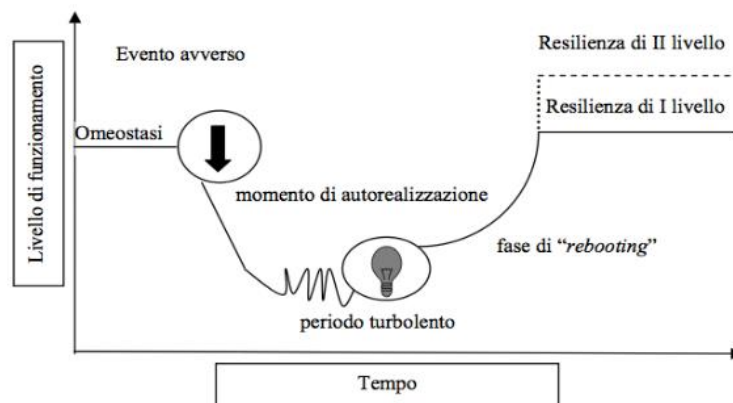 Resilienza di II livello
Evento avverso
Resilienza di I livello
Omeostasi
Livello di funzionamento
momento di autorealizzazione
fase di “rebooting”
periodo turbolento
Tempo